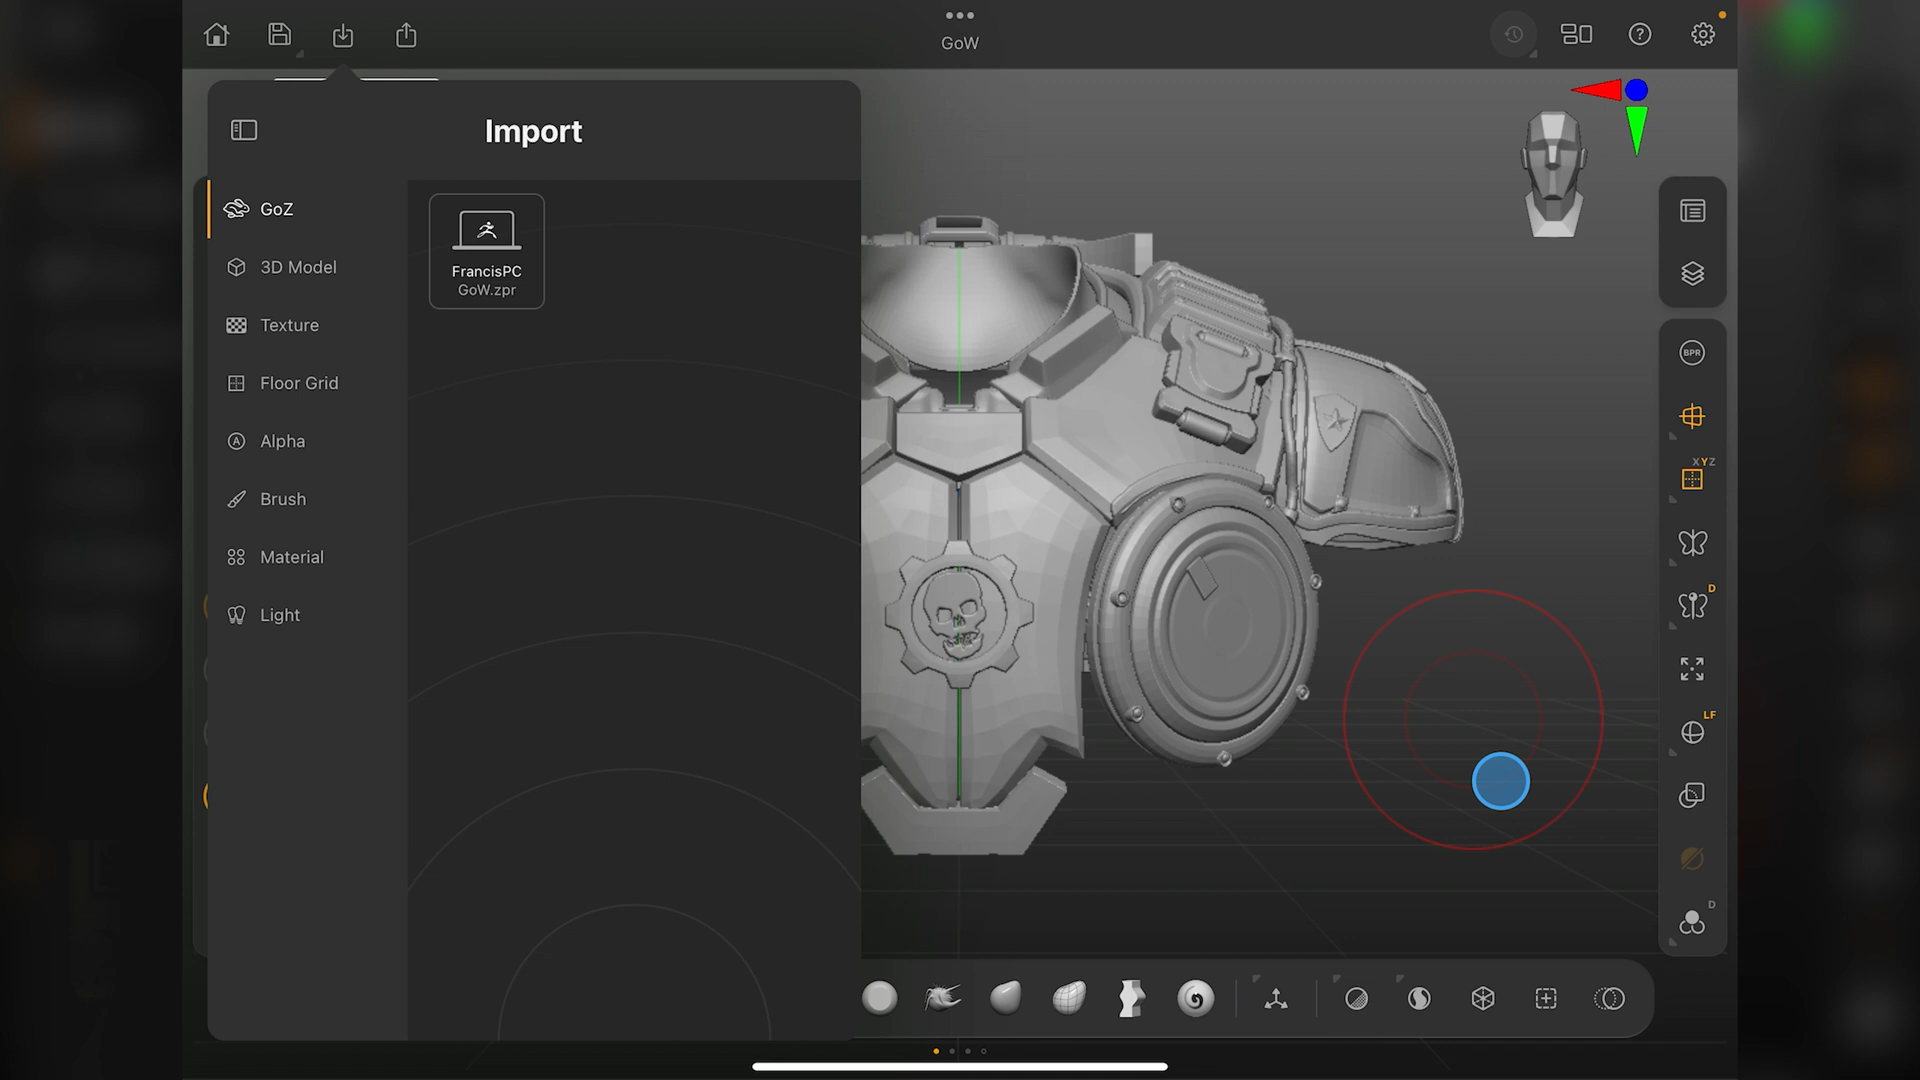 GoW
Import
GoZ
3D Model
Texture
Floor Grid
Alpha
Brush
Material
Light
FrancisPC
GoW.zpr
BPR
XYZ
D
LF
D